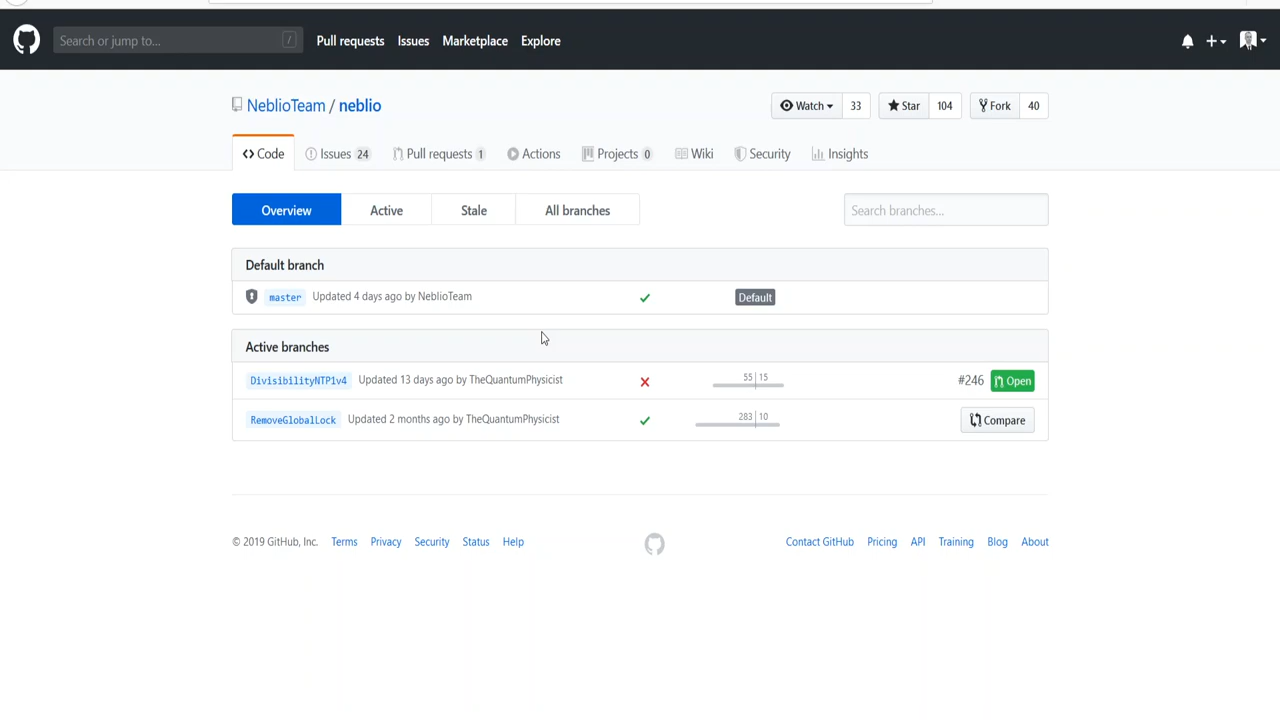 Search or jump to... / Pull requests Issues Marketplace Explore
NeblioTeam / neblio Watch 33 Star 104 Fork 40
Code Issues 24 Pull requests 1 Actions Projects 0 Wiki Security Insights
Overview Active Stale All branches Search branches...
Default branch
master Updated 4 days ago by NeblioTeam Default
Active branches
DivisibilityNTP1v4 Updated 13 days ago by TheQuantumPhysicist 55 | 15 #246 Open
RemoveGlobalLock Updated 2 months ago by TheQuantumPhysicist 283 | 10 Compare
© 2019 GitHub, Inc. Terms Privacy Security Status Help Contact GitHub Pricing API Training Blog About